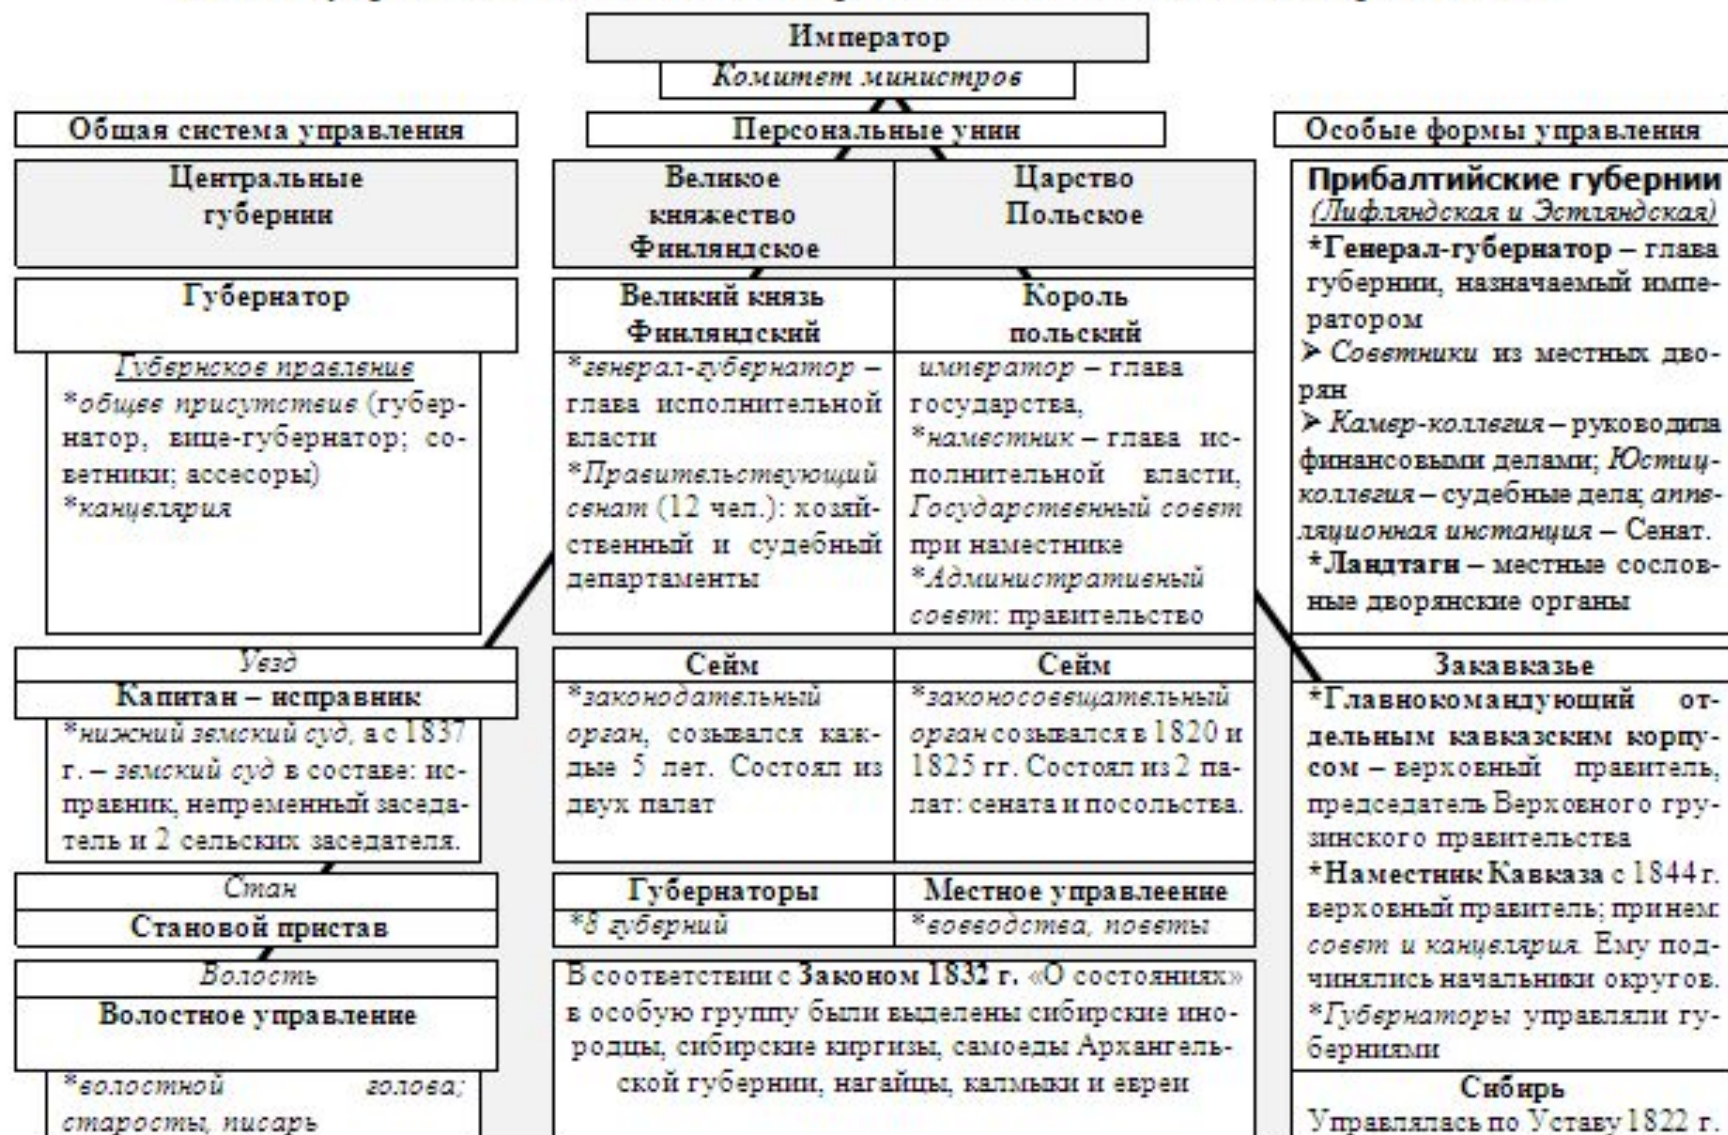 Император
Комитет министров
Общая система управления
Персональные унии
Особые формы управления
Центральные
губернии
Губернатор
Губернское правление
*общее присутствие (губер-
натор, вице-губернатор; со-
ветники; ассесоры)
*канцелярия
Уезд
Капитан – исправник
*нижний земский суд, а с 1837
г. – земский суд в составе: ис-
правник, непременный заседа-
тель и 2 сельских заседателя.
Стан
Становой пристав
Волость
Волостное управление
*волостной голова;
старосты, писарь
Великое
княжество
Финляндское
Великий князь
Финляндский
*генерал-губернатор –
глава исполнительной
власти
*Правительствующий
сенат (12 чел.): хозяй-
ственный и судебный
департаменты
Сейм
*законодательный
орган, созывался каж-
дые 5 лет. Состоял из
двух палат
Губернаторы
*8 губерний
Царство
Польское
Король
польский
император – глава
государства,
*наместник – глава ис-
полнительной власти,
Государственный совет
при наместнике
*Административный
совет: правительство
Сейм
*законосовещательный
орган созывался в 1820 и
1825 гг. Состоял из 2 па-
лат: сената и посольства.
Местное управлеение
*воеводства, поветы
В соответствии с Законом 1832 г. «О состояниях»
в особую группу были выделены сибирские ино-
родцы, сибирские киргизы, самоеды Архангель-
ской губернии, нагайцы, калмыки и евреи
Прибалтийские губернии
(Лифляндская и Эстляндская)
*Генерал-губернатор – глава
губернии, назначаемый импе-
ратором
➢ Советники из местных дво-
рян
➢ Камер-коллегия – руководила
финансовыми делами; Юстиц-
коллегия – судебные дела; аппе-
ляционная инстанция – Сенат.
*Ландтаги – местные сослов-
ные дворянские органы
Закавказье
*Главнокомандующий от-
дельным кавказским корпу-
сом – верховный правитель,
председатель Верховного гру-
зинского правительства
*Наместник Кавказа с 1844 г.
верховный правитель; при нем
совет и канцелярия. Ему под-
чинялись начальники округов.
*Губернаторы управляли гу-
берниями
Сибирь
Управлялась по Уставу 1822 г.